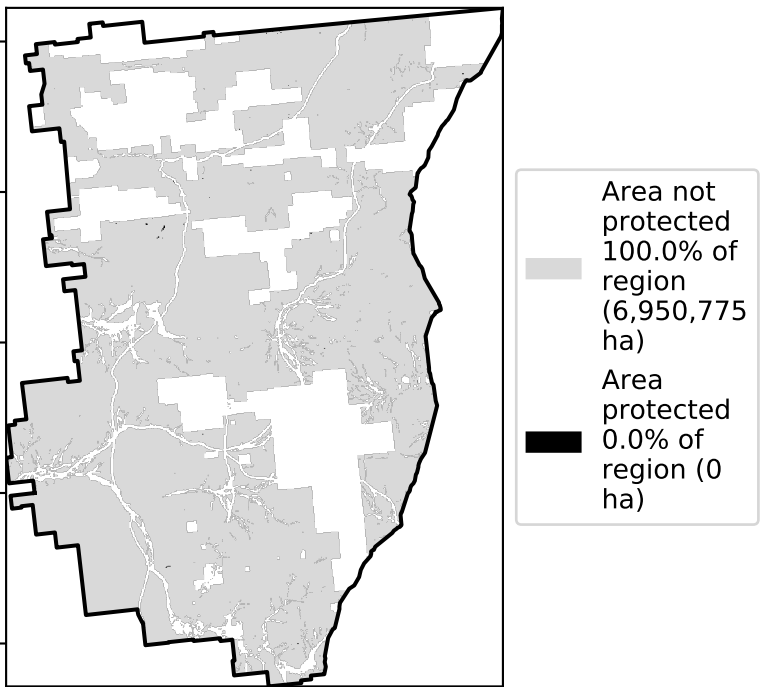 Area not
protected
100.0% of
region
(6,950,775
ha)
Area
protected
0.0% of
region (0
ha)